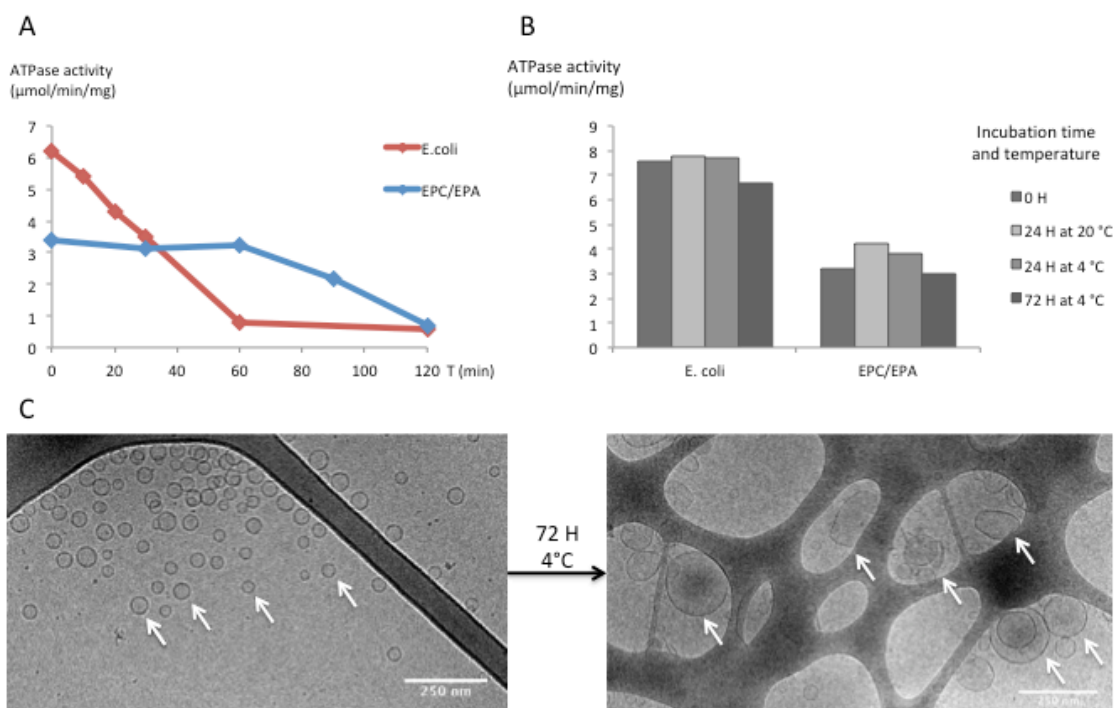 A
ATPase activity
(µmol/min/mg)
7
6
5
4
3
2
1
0
0 20 40 60 80 100 120 T (min)
E.coli
EPC/EPA
B
ATPase activity
(µmol/min/mg)
9
8
7
6
5
4
3
2
1
0
E. coli EPC/EPA
Incubation time
and temperature
0 H
24 H at 20 °C
24 H at 4 °C
72 H at 4 °C
C
250 nm
72 H
4°C
250 nm